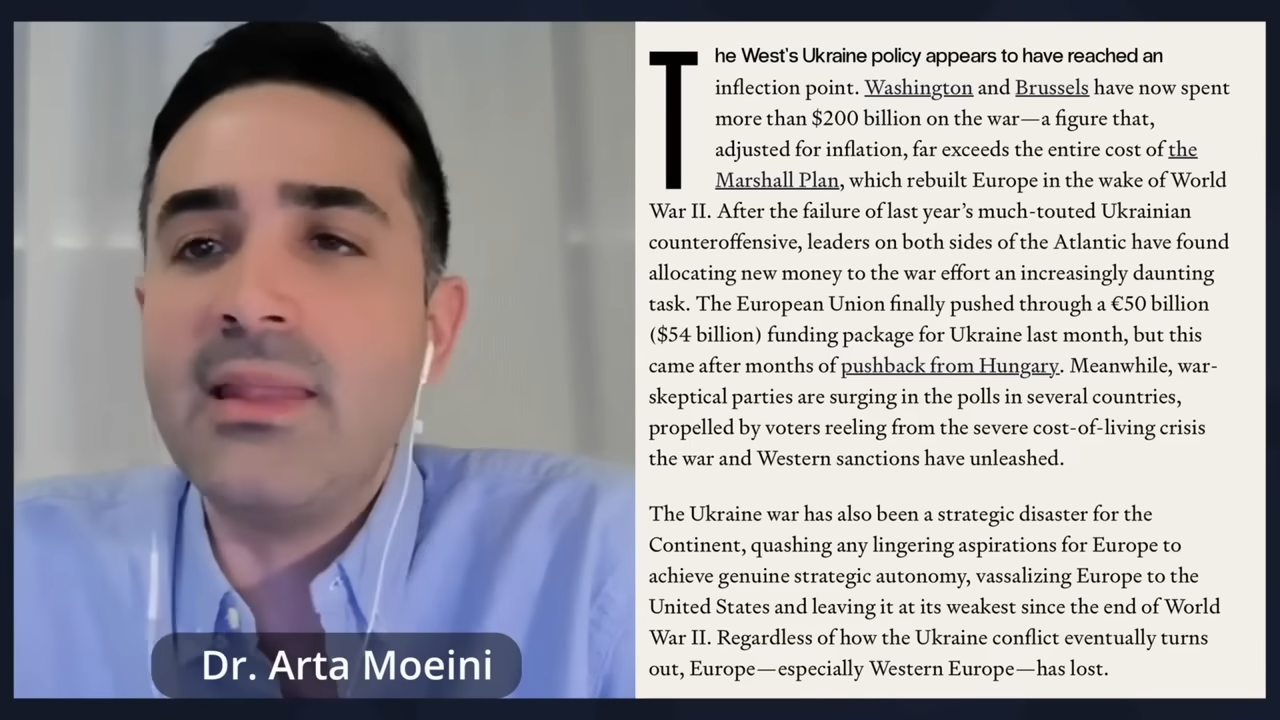 The West's Ukraine policy appears to have reached an
inflection point. Washington and Brussels have now spent
more than $200 billion on the war—a figure that,
adjusted for inflation, far exceeds the entire cost of the
Marshall Plan, which rebuilt Europe in the wake of World
War II. After the failure of last year’s much-touted Ukrainian
counteroffensive, leaders on both sides of the Atlantic have found
allocating new money to the war effort an increasingly daunting
task. The European Union finally pushed through a €50 billion
($54 billion) funding package for Ukraine last month, but this
came after months of pushback from Hungary. Meanwhile, war-
skeptical parties are surging in the polls in several countries,
propelled by voters reeling from the severe cost-of-living crisis
the war and Western sanctions have unleashed.
The Ukraine war has also been a strategic disaster for the
Continent, quashing any lingering aspirations for Europe to
achieve genuine strategic autonomy, vassalizing Europe to the
United States and leaving it at its weakest since the end of World
War II. Regardless of how the Ukraine conflict eventually turns
out, Europe—especially Western Europe—has lost.
Dr. Arta Moeini